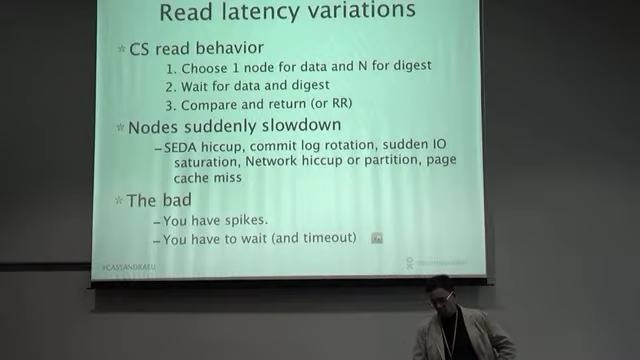 Read latency variations
CS read behavior
1. Choose 1 node for data and N for digest
2. Wait for data and digest
3. Compare and return (or RR)
Nodes suddenly slowdown
–SEDA hiccup, commit log rotation, sudden IO
saturation, Network hiccup or partition, page
cache miss
The bad
–You have spikes.
–You have to wait (and timeout)
#CASSANDRAEU